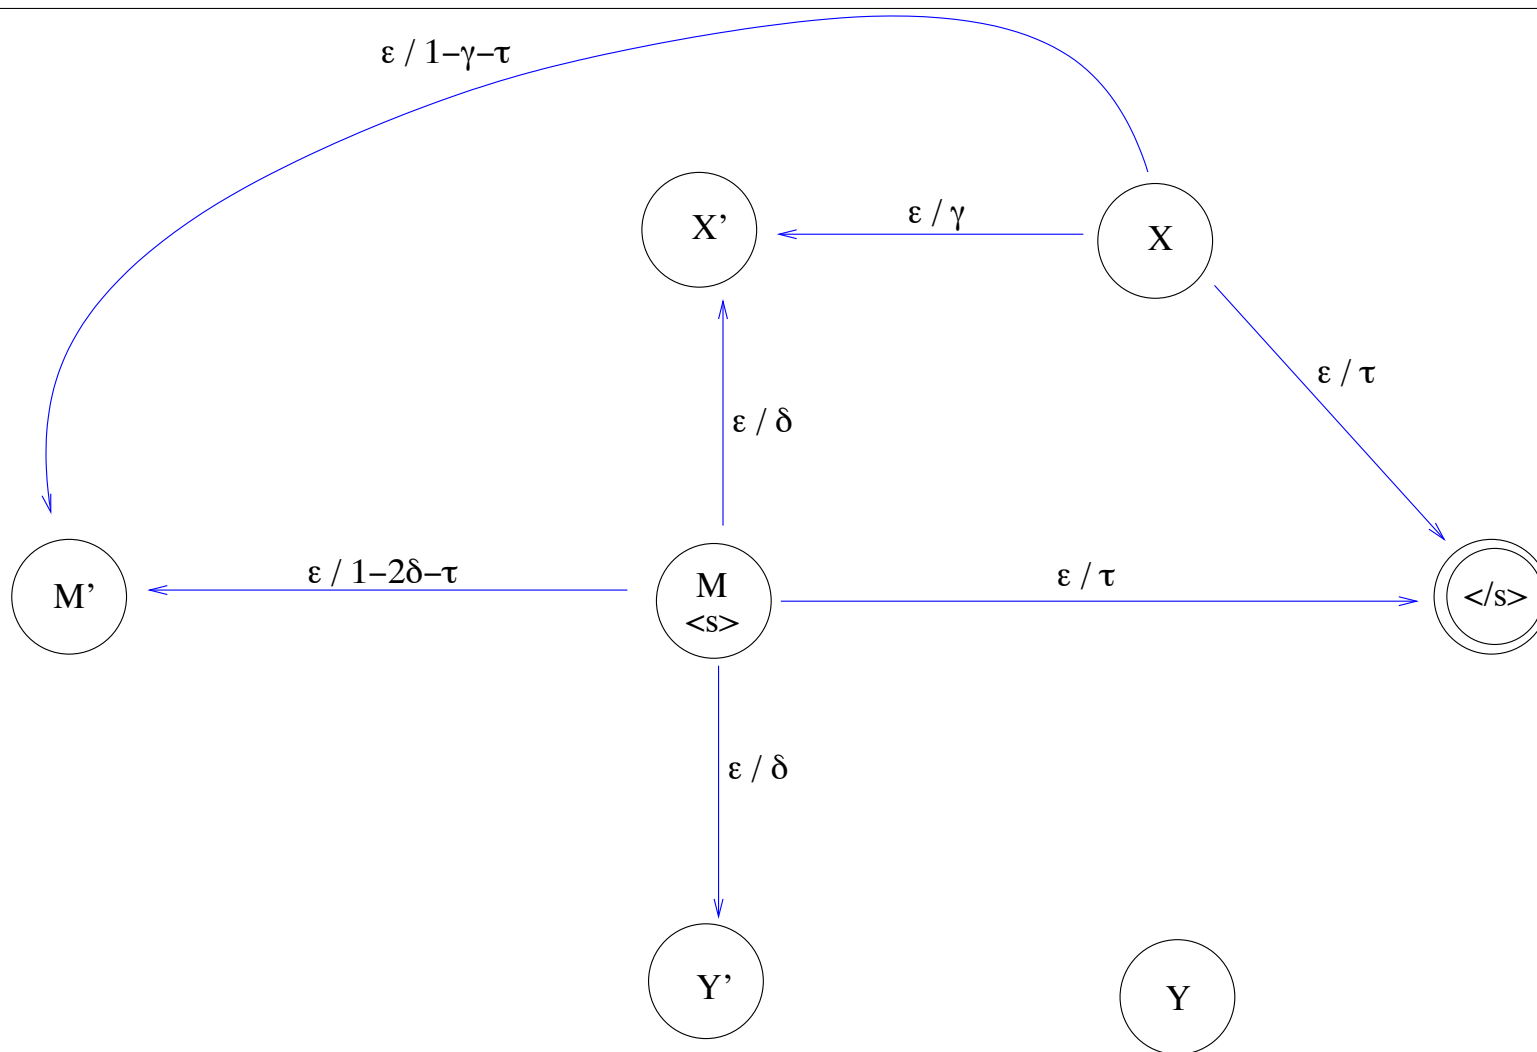 ε / 1−γ−τ
X’
ε / γ
X
ε / τ
ε / δ
M’
ε / 1−2δ−τ
M
<s>
ε / τ
</s>
ε / δ
Y’
Y